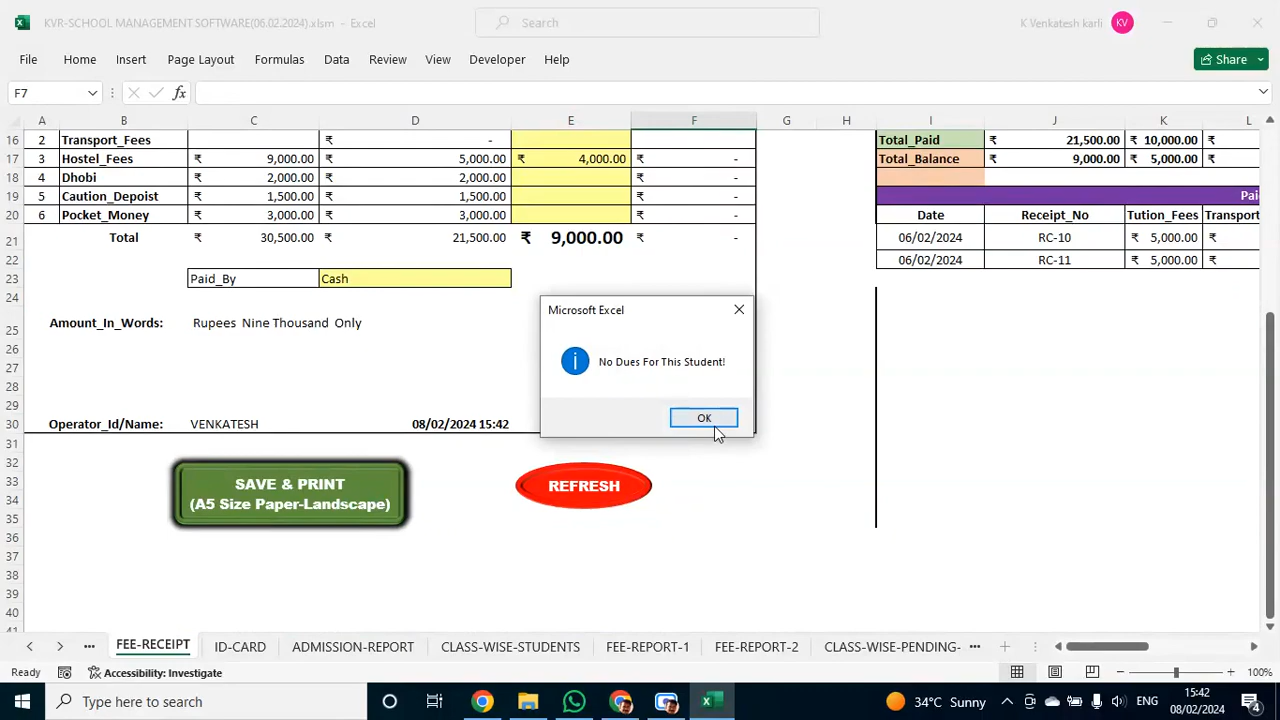 KVR-SCHOOL MANAGEMENT SOFTWARE(06.02.2024).xlsm - Excel
Search
K Venkatesh karli
KV
File Home Insert Page Layout Formulas Data Review View Developer Help
Share
F7
fx
A B C D E F G H I J K L
16 2 Transport_Fees ₹ - Total_Paid ₹ 21,500.00 ₹ 10,000.00 ₹
17 3 Hostel_Fees ₹ 9,000.00 ₹ 5,000.00 ₹ 4,000.00 ₹ - Total_Balance ₹ 9,000.00 ₹ 5,000.00 ₹
18 4 Dhobi ₹ 2,000.00 ₹ 2,000.00 ₹ -
19 5 Caution_Depoist ₹ 1,500.00 ₹ 1,500.00 ₹ - Pai
20 6 Pocket_Money ₹ 3,000.00 ₹ 3,000.00 ₹ - Date Receipt_No Tution_Fees Transpor
21 Total ₹ 30,500.00 ₹ 21,500.00 ₹ 9,000.00 ₹ - 06/02/2024 RC-10 ₹ 5,000.00 ₹
22 06/02/2024 RC-11 ₹ 5,000.00 ₹
23 Paid_By Cash
24
25 Amount_In_Words: Rupees Nine Thousand Only
26
27
28
29
30 Operator_Id/Name: VENKATESH 08/02/2024 15:42
31
32
33
34
35
36
37
38
39
40
41
Microsoft Excel
No Dues For This Student!
OK
SAVE & PRINT
(A5 Size Paper-Landscape)
REFRESH
FEE-RECEIPT ID-CARD ADMISSION-REPORT CLASS-WISE-STUDENTS FEE-REPORT-1 FEE-REPORT-2 CLASS-WISE-PENDING-
Ready Accessibility: Investigate 100%
Type here to search
34°C Sunny
ENG
15:42
08/02/2024
4